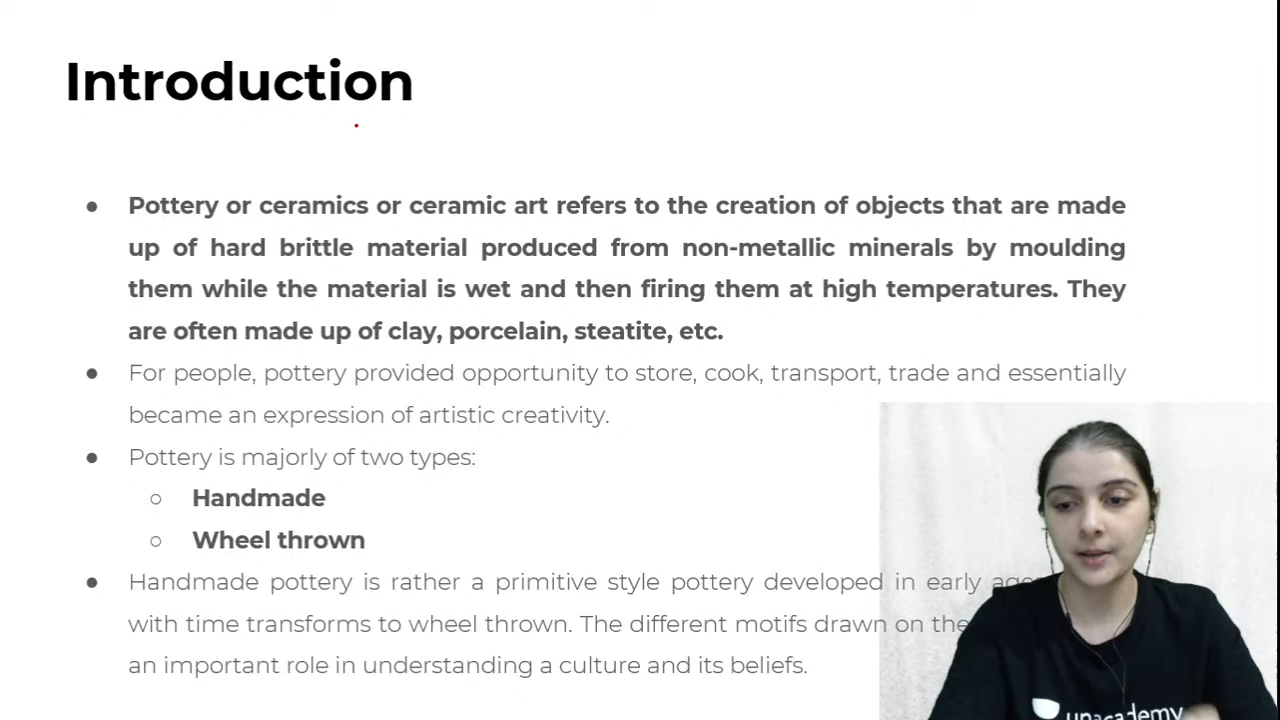 Introduction
● Pottery or ceramics or ceramic art refers to the creation of objects that are made
up of hard brittle material produced from non-metallic minerals by moulding
them while the material is wet and then firing them at high temperatures. They
are often made up of clay, porcelain, steatite, etc.
● For people, pottery provided opportunity to store, cook, transport, trade and essentially
became an expression of artistic creativity.
● Pottery is majorly of two types:
○ Handmade
○ Wheel thrown
● Handmade pottery is rather a primitive style pottery developed in early
with time transforms to wheel thrown. The different motifs drawn on the
an important role in understanding a culture and its beliefs.
unacademy